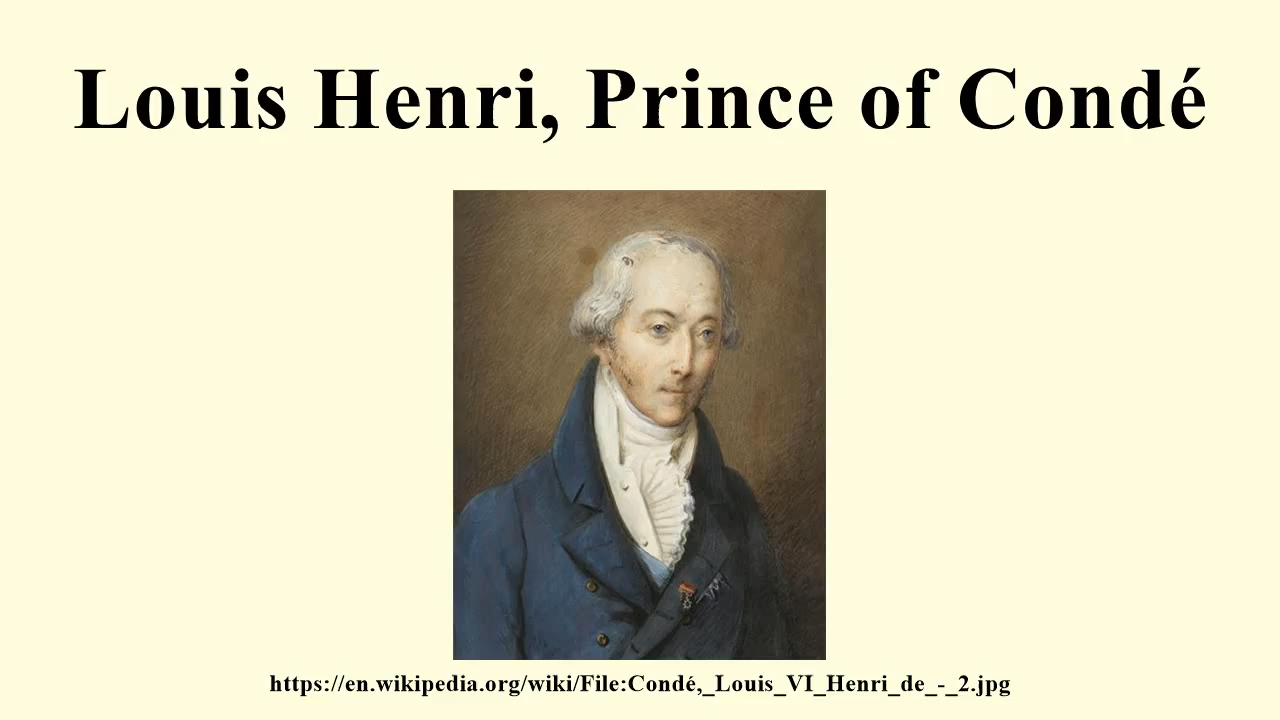 Louis Henri, Prince of Condé
https://en.wikipedia.org/wiki/File:Condé,_Louis_VI_Henri_de_-_2.jpg